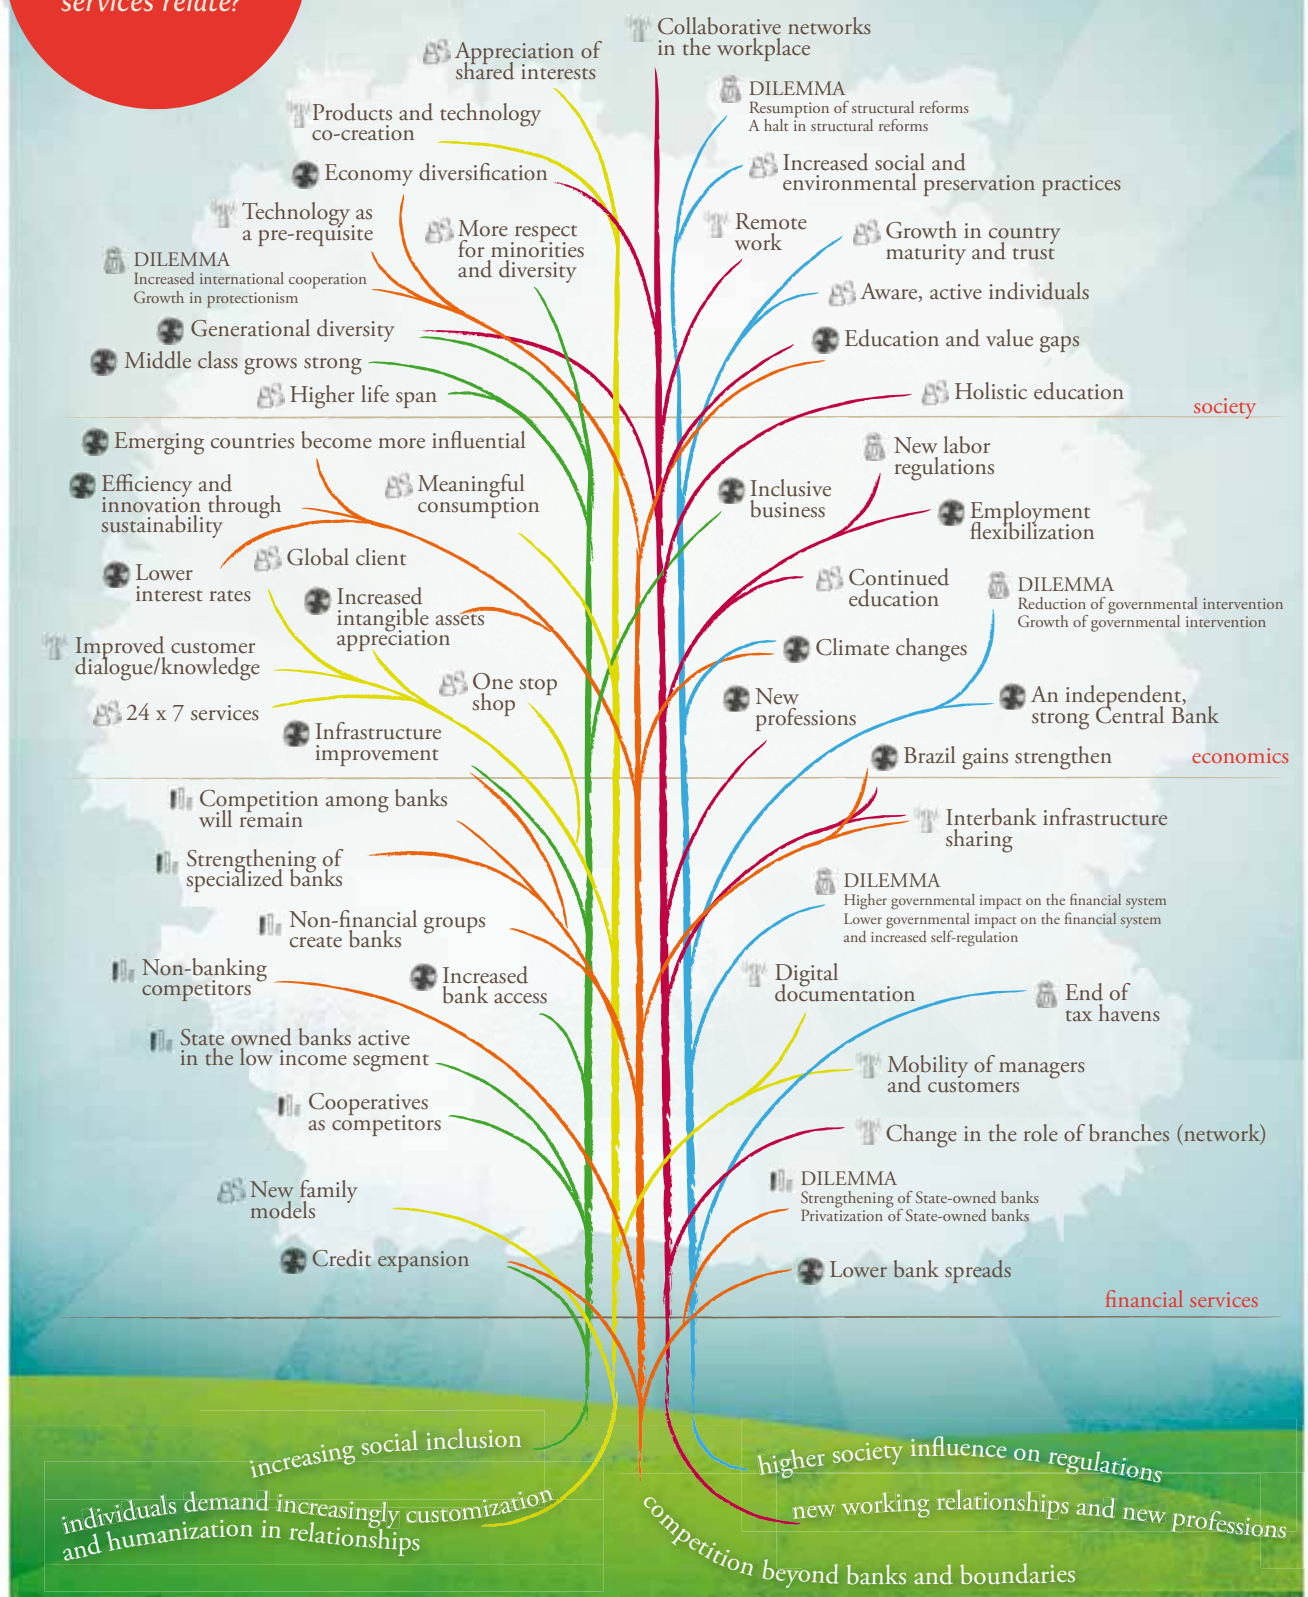 services relate?
Collaborative networks
in the workplace
Appreciation of
shared interests
DILEMMA
Resumption of structural reforms
A halt in structural reforms
Products and technology
co-creation
Increased social and
environmental preservation practices
Economy diversification
Technology as
a pre-requisite
More respect
for minorities
and diversity
Remote
work
Growth in country
maturity and trust
DILEMMA
Increased international cooperation
Growth in protectionism
Aware, active individuals
Generational diversity
Education and value gaps
Middle class grows strong
Higher life span
Holistic education
society
Emerging countries become more influential
New labor
regulations
Efficiency and
innovation through
sustainability
Meaningful
consumption
Inclusive
business
Employment
flexibilization
Global client
Lower
interest rates
Continued
education
DILEMMA
Reduction of governmental intervention
Growth of governmental intervention
Increased
intangible assets
appreciation
Improved customer
dialogue/knowledge
Climate changes
One stop
shop
New
professions
An independent,
strong Central Bank
24 x 7 services
Infrastructure
improvement
Brazil gains strengthen
economics
Competition among banks
will remain
Interbank infrastructure
sharing
Strengthening of
specialized banks
DILEMMA
Higher governmental impact on the financial system
Lower governmental impact on the financial system
and increased self-regulation
Non-financial groups
create banks
Non-banking
competitors
Increased
bank access
Digital
documentation
End of
tax havens
State owned banks active
in the low income segment
Mobility of managers
and customers
Cooperatives
as competitors
Change in the role of branches (network)
New family
models
DILEMMA
Strengthening of State-owned banks
Privatization of State-owned banks
Credit expansion
Lower bank spreads
financial services
increasing social inclusion
higher society influence on regulations
individuals demand increasingly customization
and humanization in relationships
new working relationships and new professions
competition beyond banks and boundaries